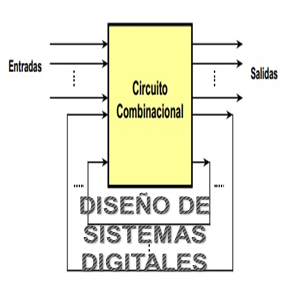 Entradas
Circuito
Combinacional
Salidas
DISEÑO DE
SISTEMAS
DIGITALES